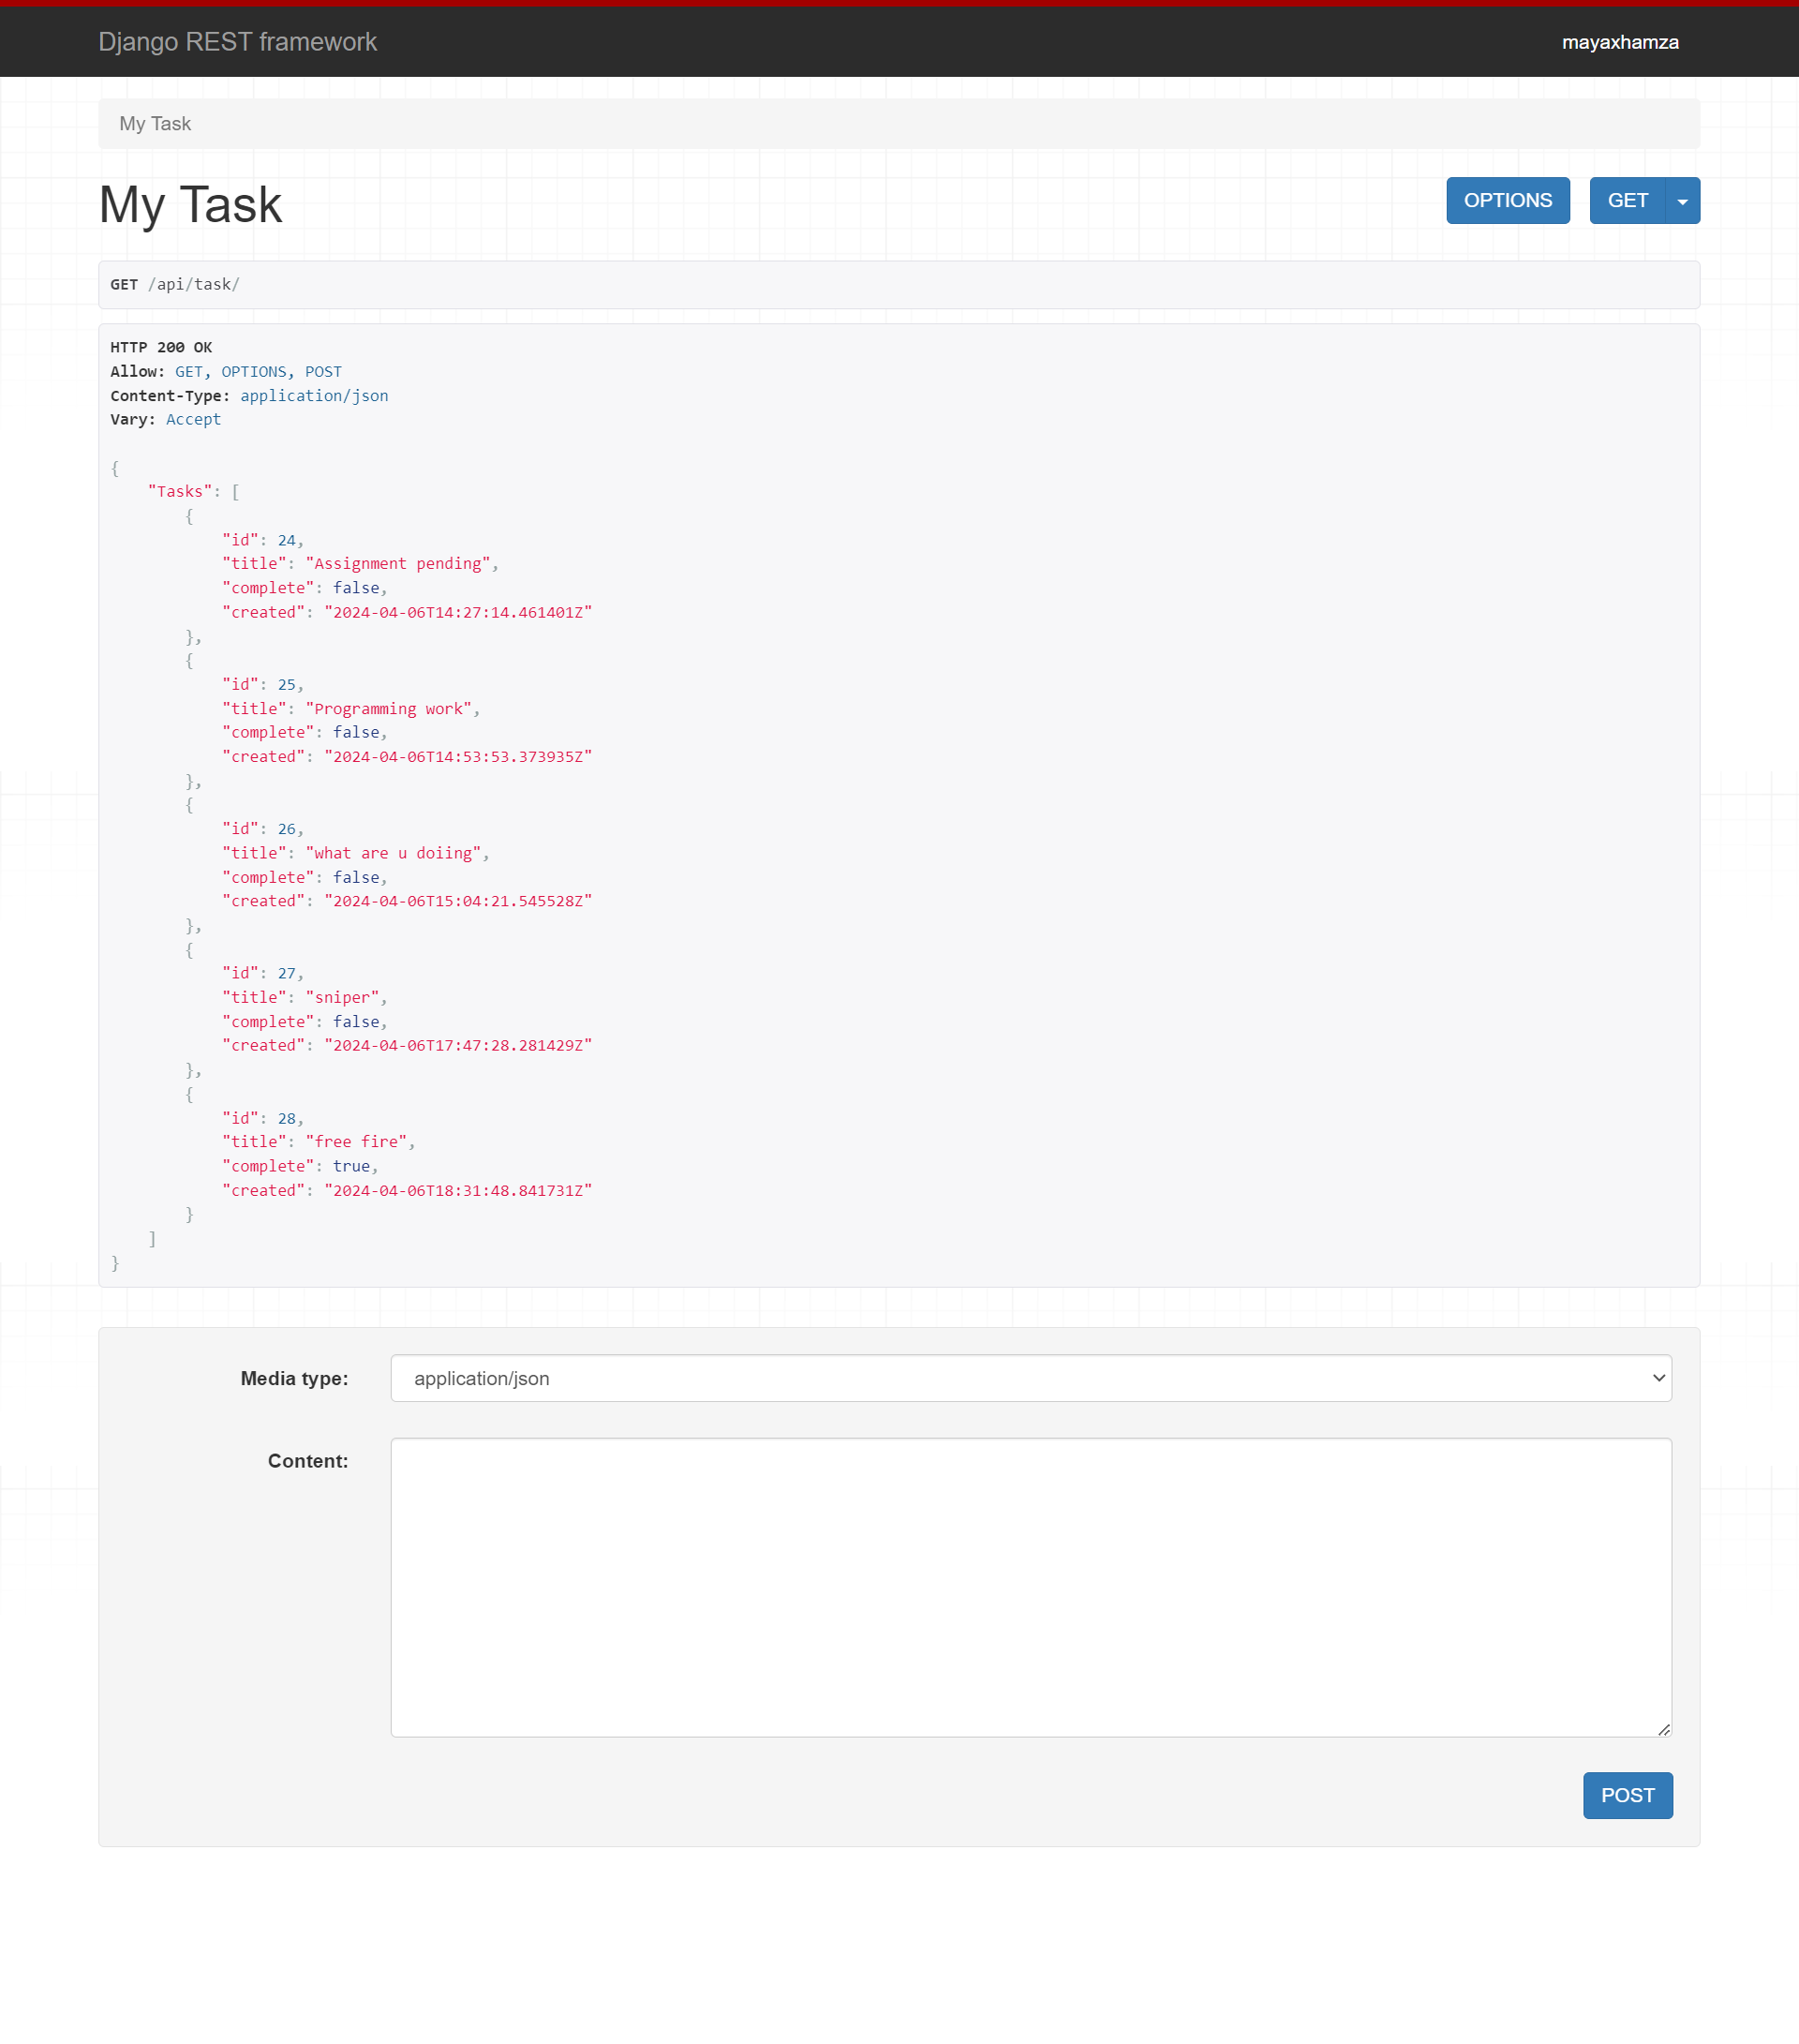 Django REST framework
mayaxhamza
My Task
My Task
OPTIONS
GET
GET /api/task/
HTTP 200 OK
Allow: GET, OPTIONS, POST
Content-Type: application/json
Vary: Accept
{
    "Tasks": [
        {
            "id": 24,
            "title": "Assignment pending",
            "complete": false,
            "created": "2024-04-06T14:27:14.461401Z"
        },
        {
            "id": 25,
            "title": "Programming work",
            "complete": false,
            "created": "2024-04-06T14:53:53.373935Z"
        },
        {
            "id": 26,
            "title": "what are u doiing",
            "complete": false,
            "created": "2024-04-06T15:04:21.545528Z"
        },
        {
            "id": 27,
            "title": "sniper",
            "complete": false,
            "created": "2024-04-06T17:47:28.281429Z"
        },
        {
            "id": 28,
            "title": "free fire",
            "complete": true,
            "created": "2024-04-06T18:31:48.841731Z"
        }
    ]
}
Media type:
application/json
Content:
POST